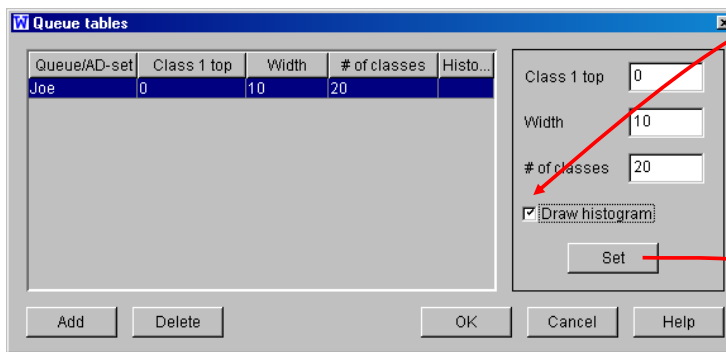 Queue tables
Queue/AD-set Class 1 top Width # of classes Histo...
Joe 0 10 20
Class 1 top 0
Width 10
# of classes 20
Draw histogram
Set
Add Delete OK Cancel Help